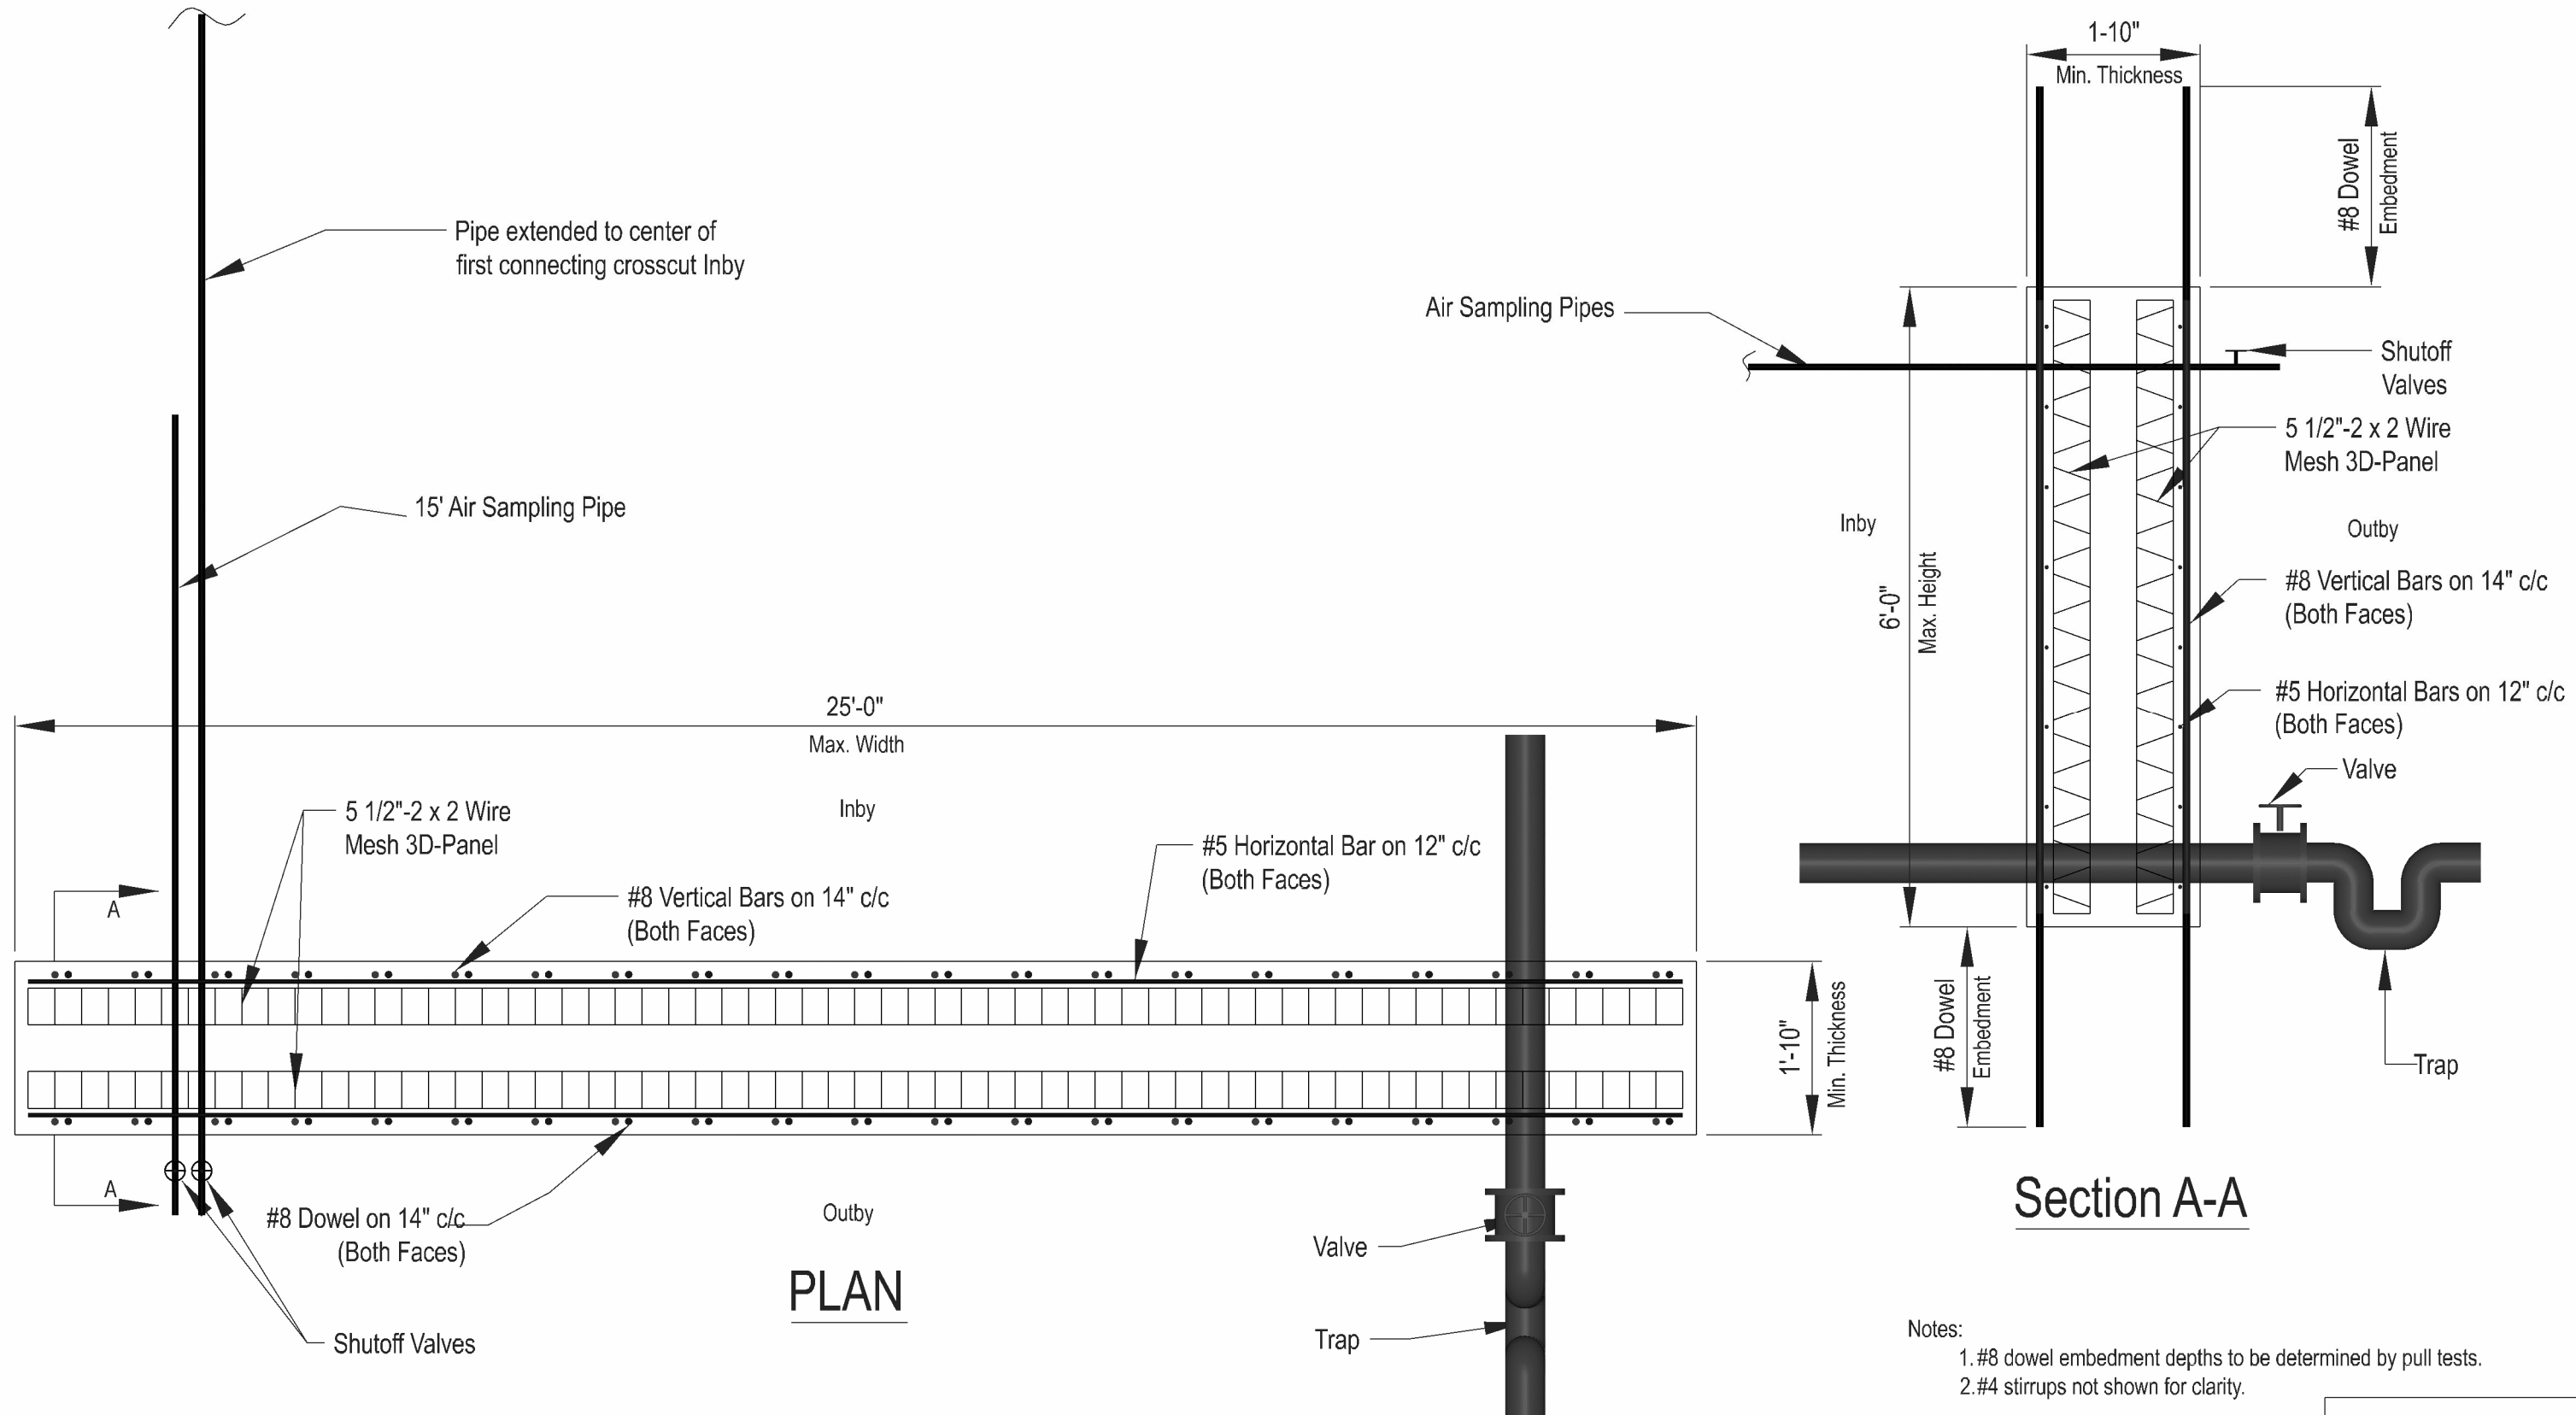 Pipe extended to center of
first connecting crosscut Inby
15' Air Sampling Pipe
25'-0"
Max. Width
5 1/2"-2 x 2 Wire
Mesh 3D-Panel
Inby
#5 Horizontal Bar on 12" c/c
(Both Faces)
#8 Vertical Bars on 14" c/c
(Both Faces)
A
A
1'-10"
Min. Thickness
#8 Dowel on 14" c/c
(Both Faces)
Outby
Valve
PLAN
Trap
Shutoff Valves
1-10"
Min. Thickness
#8 Dowel
Embedment
Air Sampling Pipes
Shutoff
Valves
5 1/2"-2 x 2 Wire
Mesh 3D-Panel
Inby
Outby
6'-0"
Max. Height
#8 Vertical Bars on 14" c/c
(Both Faces)
#5 Horizontal Bars on 12" c/c
(Both Faces)
Valve
#8 Dowel
Embedment
Trap
Section A-A
Notes:
1. #8 dowel embedment depths to be determined by pull tests.
2.#4 stirrups not shown for clarity.